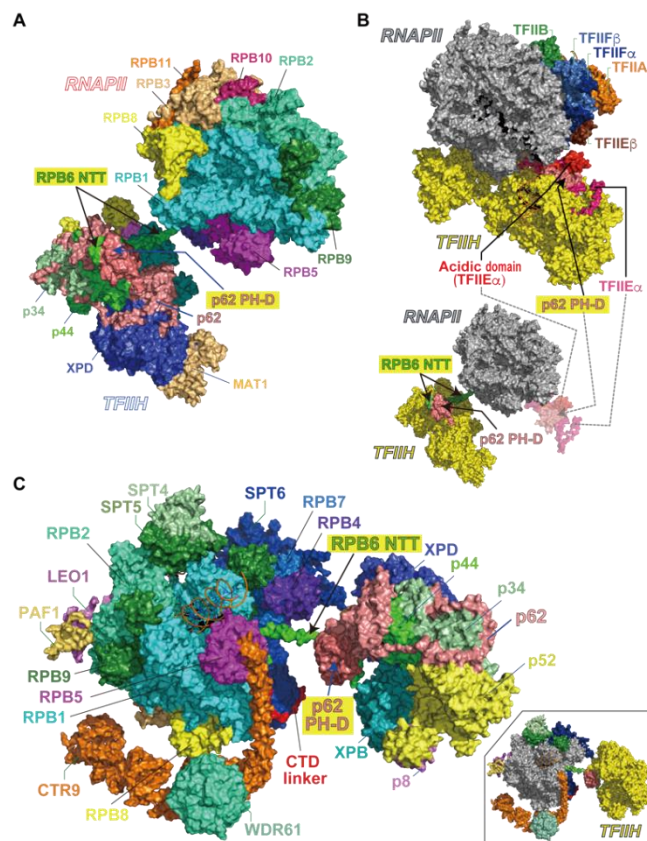 A
RPB11
RPB10
RPB2
RNAPII
RPB3
RPB8
RPB6 NTT
RPB1
RPB9
RPB5
p34
p44
p62 PH-D
p62
XPD
MAT1
TFIIH
B
TFIIB
TFIIFβ
RNAPII
TFIIFα
TFIIA
TFIIEβ
TFIIH
Acidic domain
(TFIIEα)
TFIIEα
p62 PH-D
RNAPII
RPB6 NTT
p62 PH-D
TFIIH
C
SPT4
SPT6
SPT5
RPB7
RPB2
RPB4
RPB6 NTT
XPD
LEO1
p44
p34
PAF1
p62
RPB9
p52
RPB5
RPB1
p62
PH-D
XPB
CTD
linker
p8
CTR9
RPB8
WDR61
TFIIH